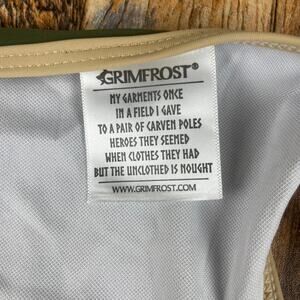 GRIMFROST®
MY GARMENTS ONCE
IN A FIELD I GAVE
TO A PAIR OF CARVEN POLES
HEROES THEY SEEMED
WHEN CLOTHES THEY HAD
BUT THE UNCLOTHED IS NOUGHT
WWW.GRIMFROST.COM